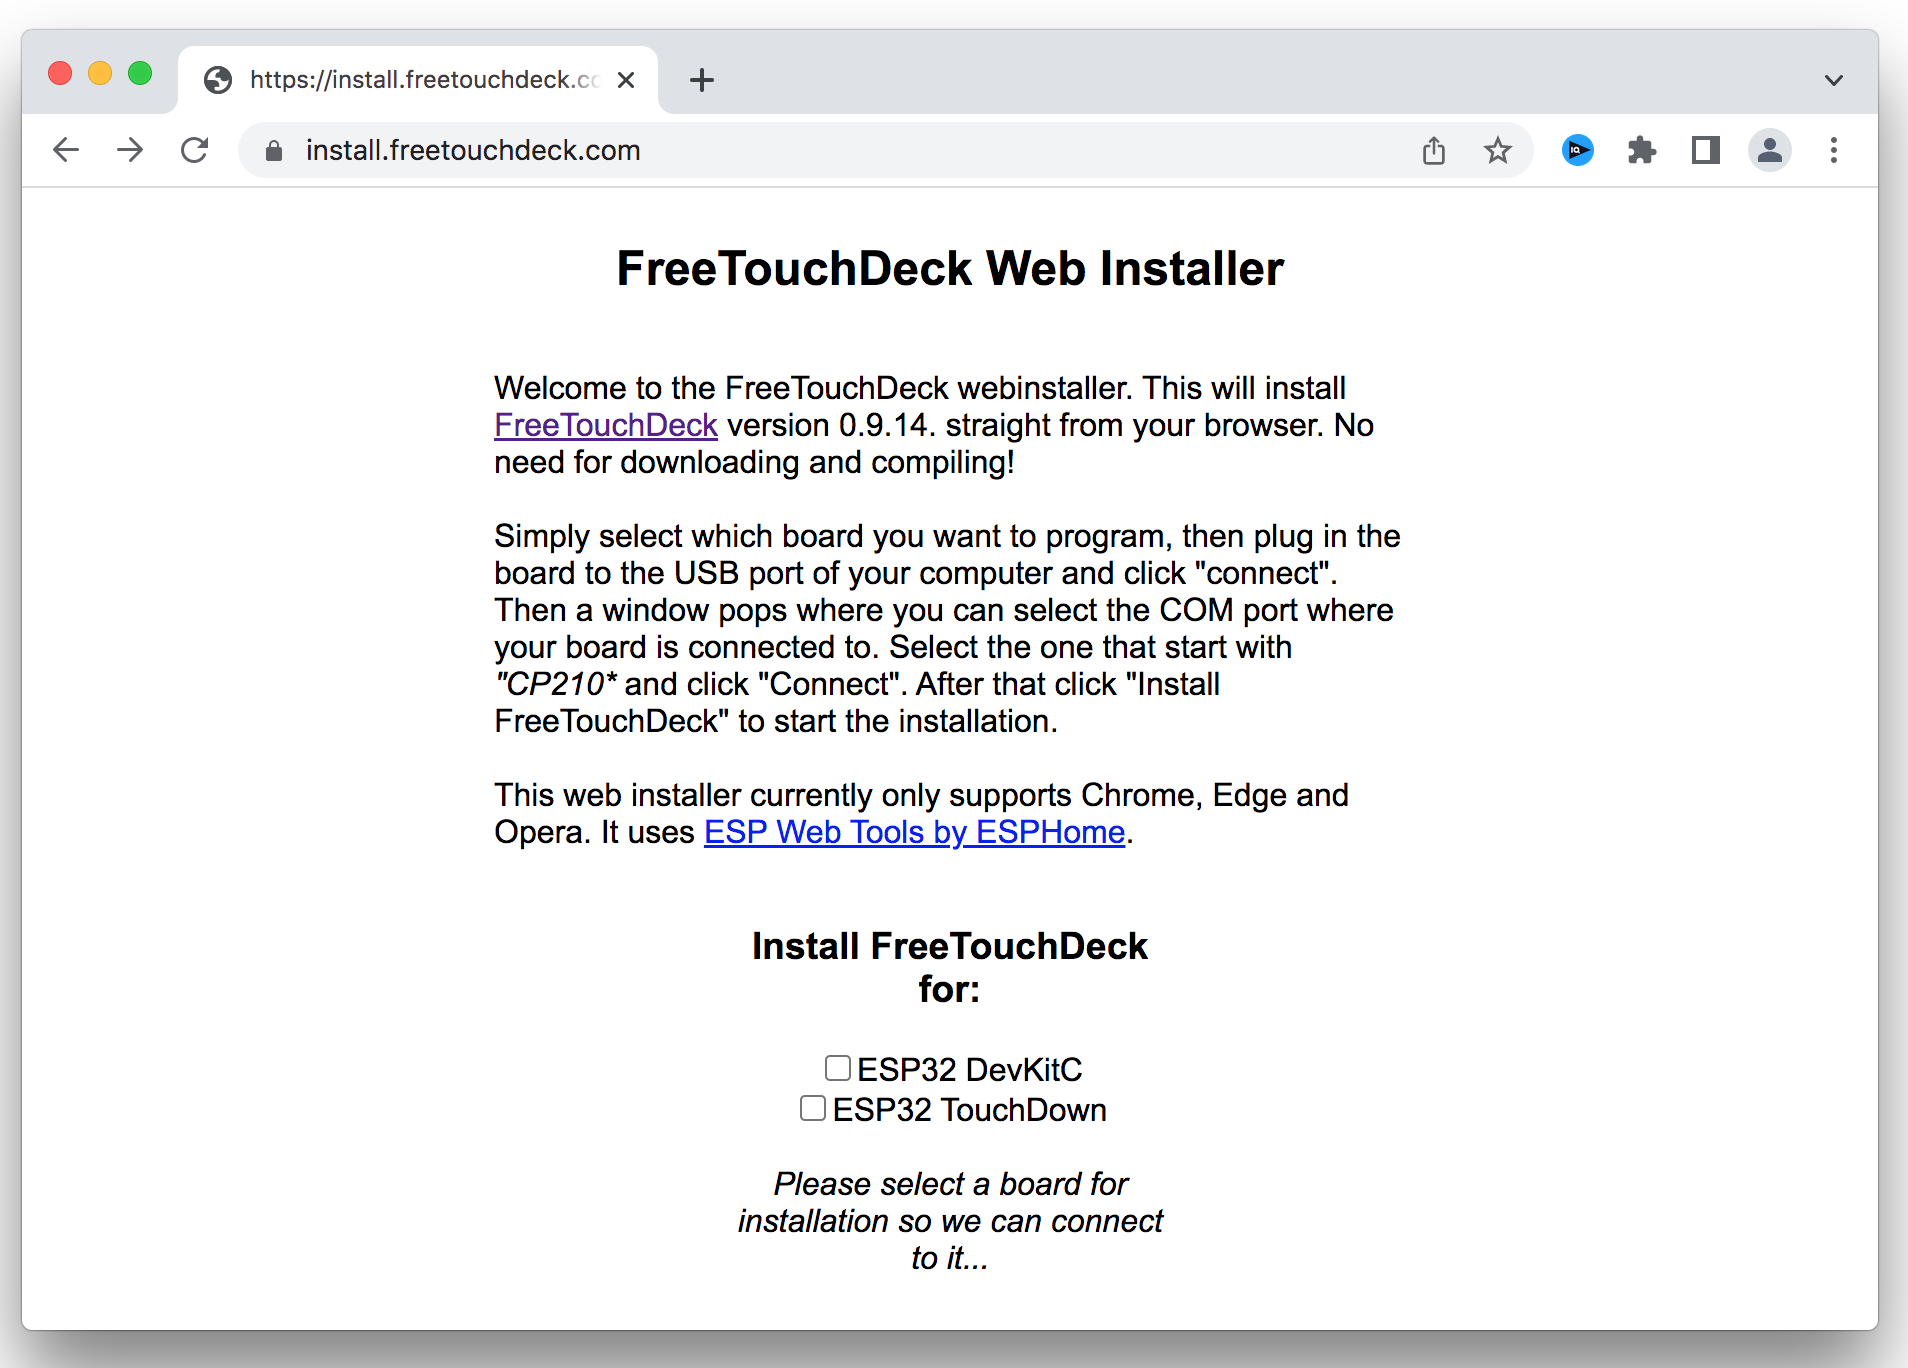 https://install.freetouchdeck.co
install.freetouchdeck.com
IQ
FreeTouchDeck Web Installer
Welcome to the FreeTouchDeck webinstaller. This will install
FreeTouchDeck version 0.9.14. straight from your browser. No
need for downloading and compiling!
Simply select which board you want to program, then plug in the
board to the USB port of your computer and click "connect".
Then a window pops where you can select the COM port where
your board is connected to. Select the one that start with
"CP210* and click "Connect". After that click "Install
FreeTouchDeck" to start the installation.
This web installer currently only supports Chrome, Edge and
Opera. It uses ESP Web Tools by ESPHome.
Install FreeTouchDeck
for:
ESP32 DevKitC
ESP32 TouchDown
Please select a board for
installation so we can connect
to it...